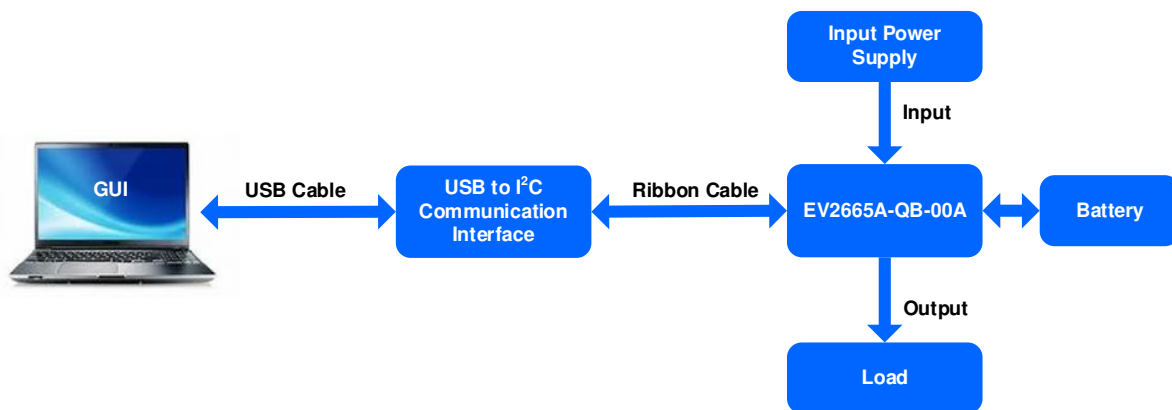 Input Power
Supply
Input
GUI
USB Cable
USB to I²C
Communication
Interface
Ribbon Cable
EV2665A-QB-00A
Battery
Output
Load